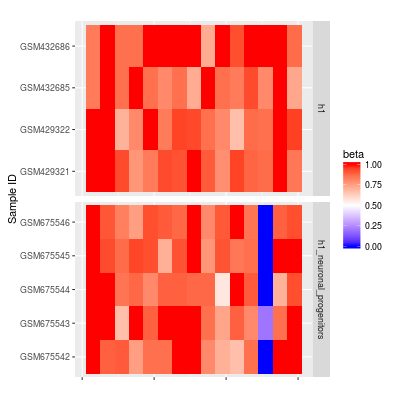 GSM432686
GSM432685
GSM429322
GSM429321
h1
GSM675546
GSM675545
GSM675544
GSM675543
GSM675542
h1_neuronal_progenitors
Sample ID
beta
1.00
0.75
0.50
0.25
0.00